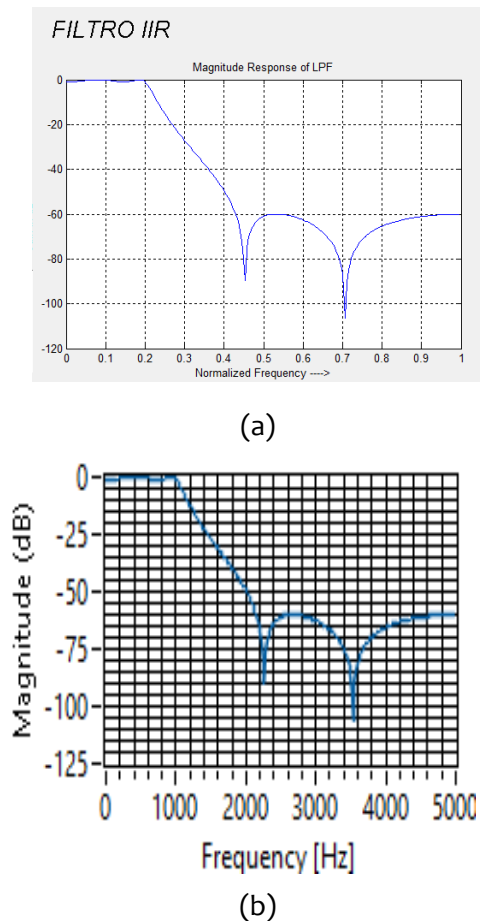 FILTRO IIR
Magnitude Response of LPF
0
-20
-40
-60
-80
-100
-120
0 0.1 0.2 0.3 0.4 0.5 0.6 0.7 0.8 0.9 1
Normalized Frequency ---->
(a)
Magnitude (dB)
0
-25
-50
-75
-100
-125
0 1000 2000 3000 4000 5000
Frequency [Hz]
(b)